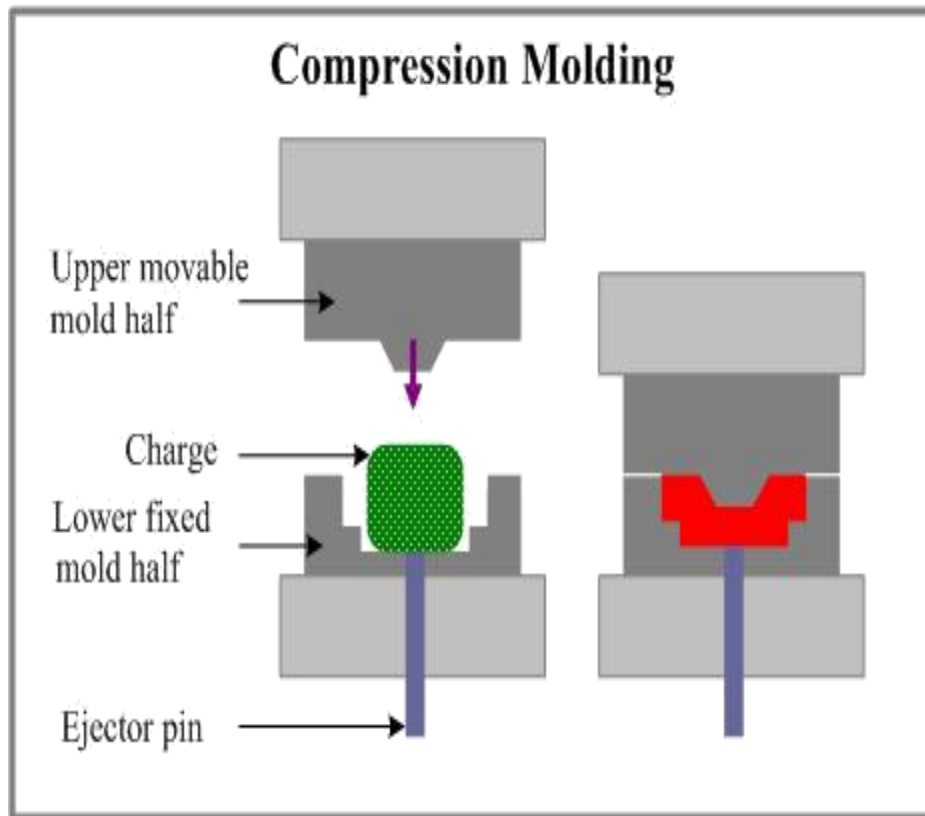 Compression Molding
Upper movable
mold half
Charge
Lower fixed
mold half
Ejector pin